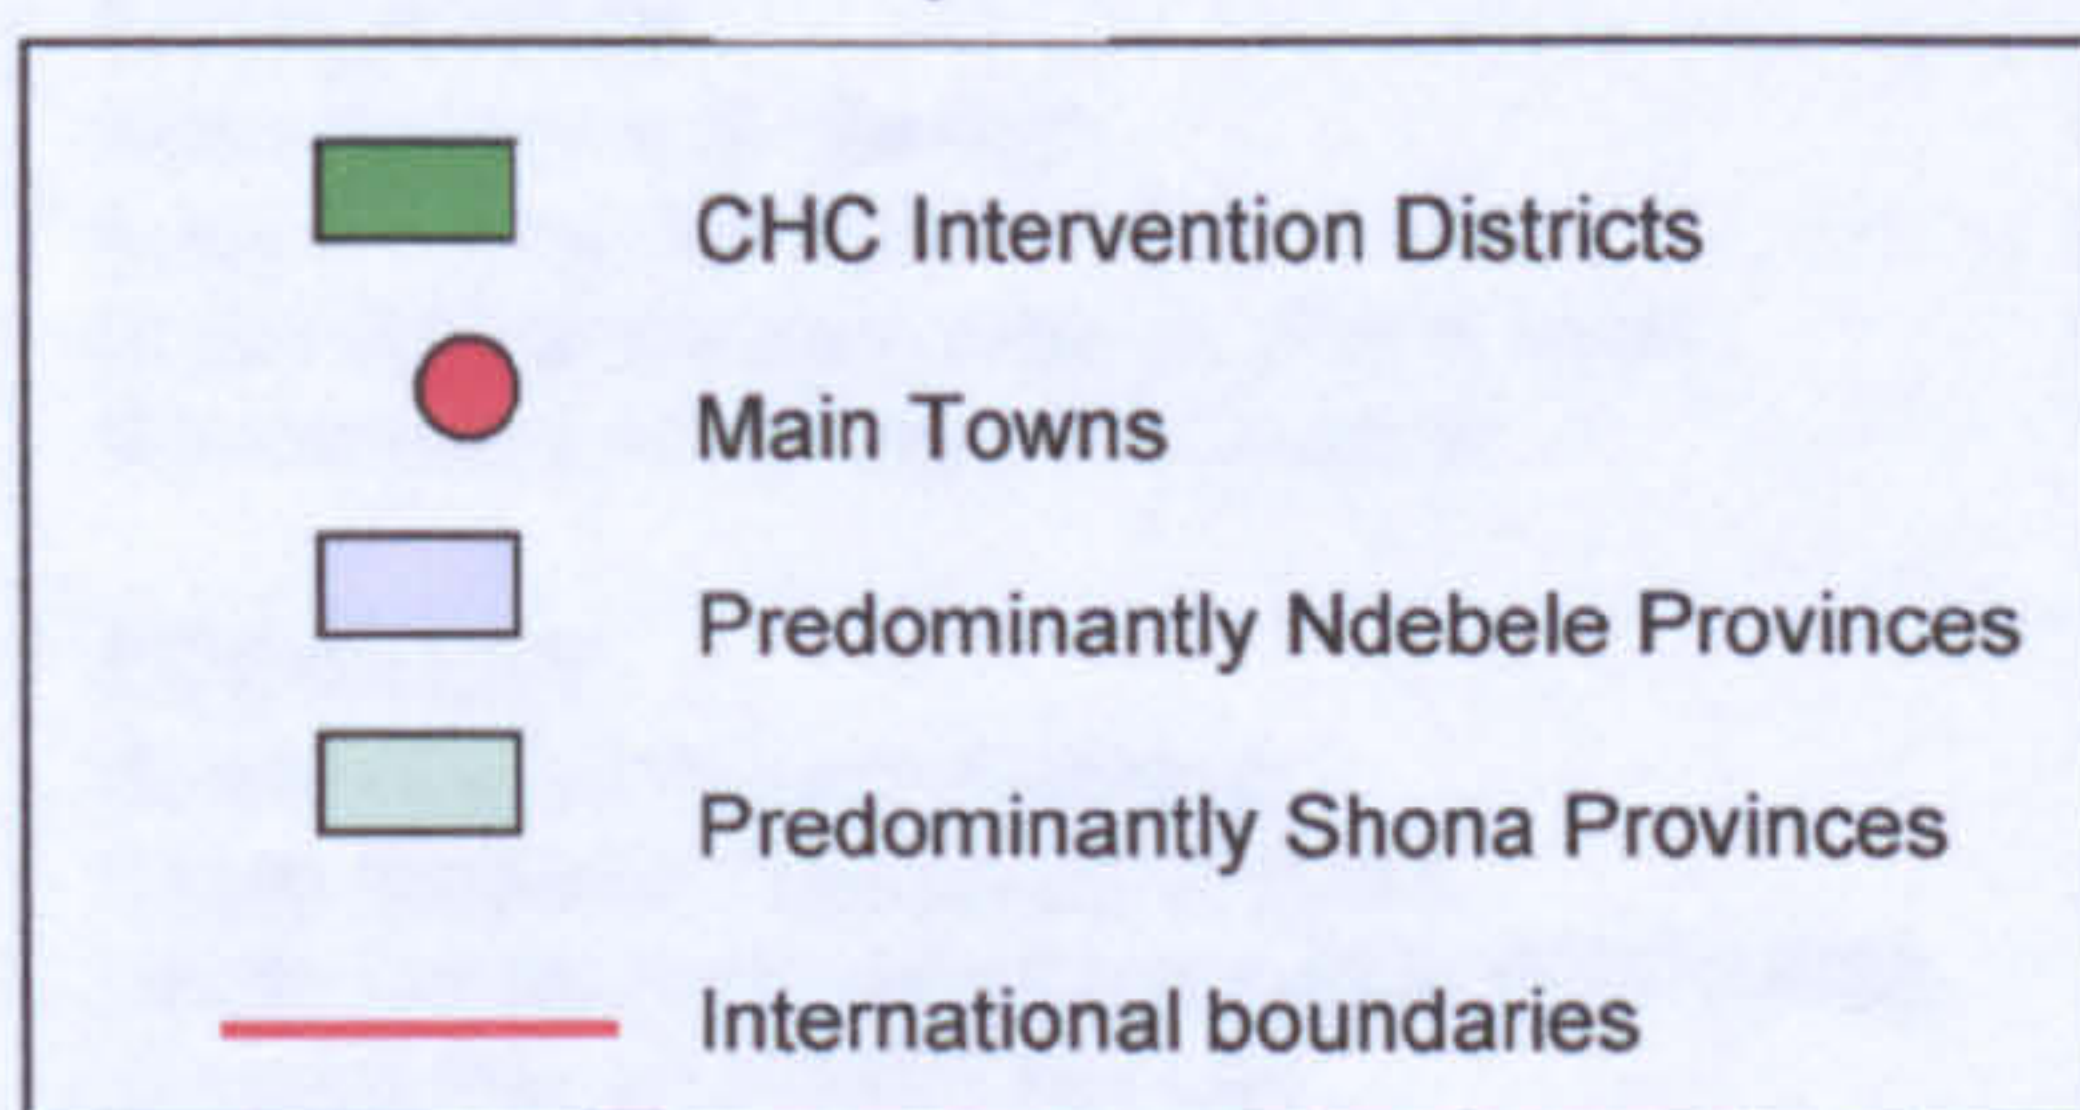 CHC Intervention Districts
Main Towns
Predominantly Ndebele Provinces
Predominantly Shona Provinces
International boundaries